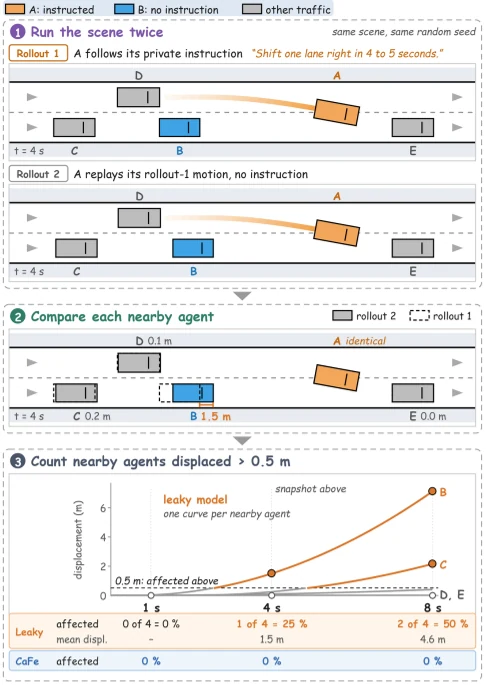 A: instructed B: no instruction other traffic
1 Run the scene twice same scene, same random seed
Rollout 1 A follows its private instruction "Shift one lane right in 4 to 5 seconds."
D A
t = 4 s C B E
Rollout 2 A replays its rollout-1 motion, no instruction
D A
t = 4 s C B E
2 Compare each nearby agent rollout 2 rollout 1
D 0.1 m A identical
t = 4 s C 0.2 m B 1.5 m E 0.0 m
3 Count nearby agents displaced > 0.5 m
displacement (m)
6
4
2
0
leaky model
one curve per nearby agent
snapshot above
0.5 m: affected above
B
C
D, E
1 s 4 s 8 s
Leaky
affected 0 of 4 = 0 % 1 of 4 = 25 % 2 of 4 = 50 %
mean displ. – 1.5 m 4.6 m
CaFe affected 0 % 0 % 0 %